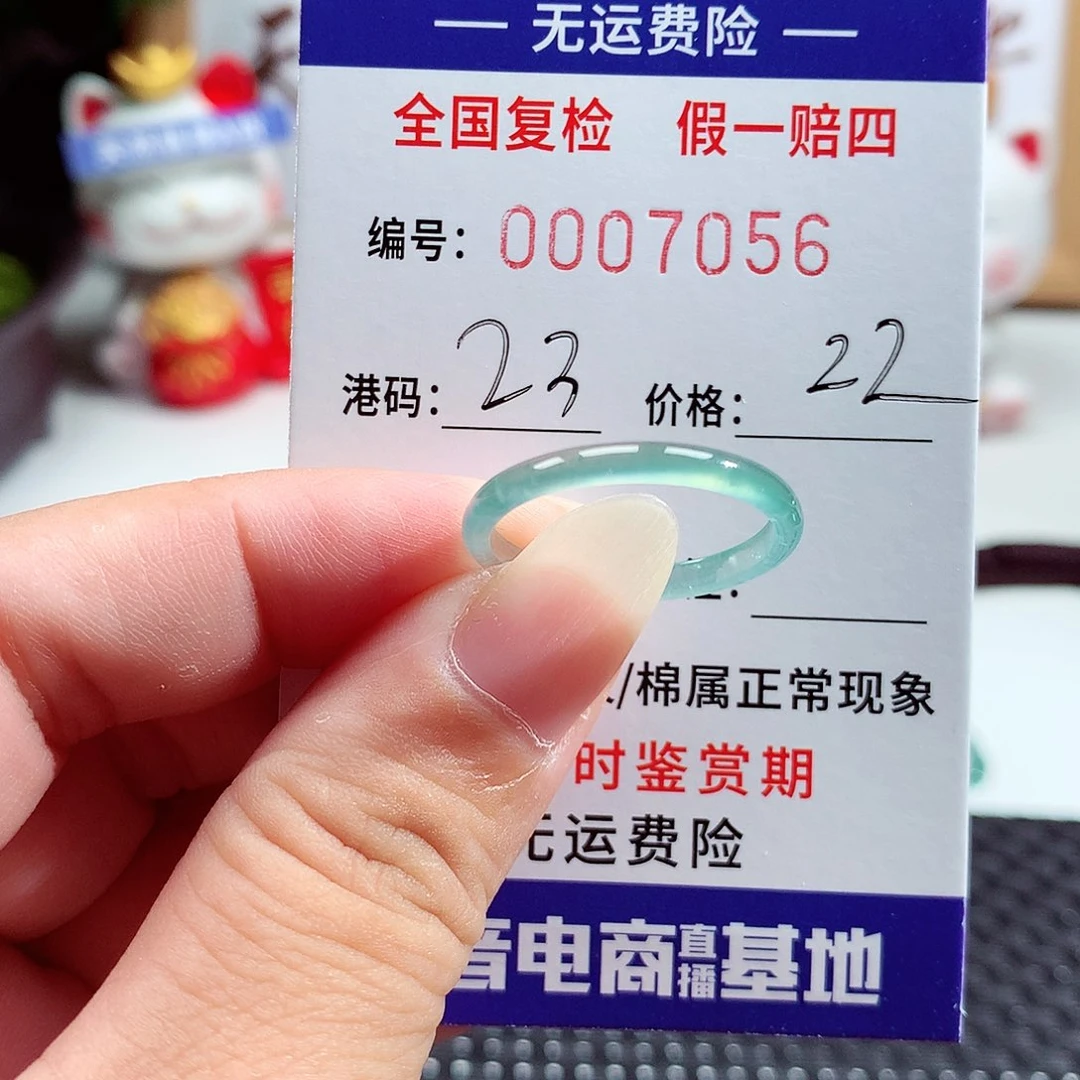 无运费险
全国复检 假一赔四
编号：0007056
港码：23 价格：22
/棉属正常现象
时鉴赏期
无运费险
音电商直播基地